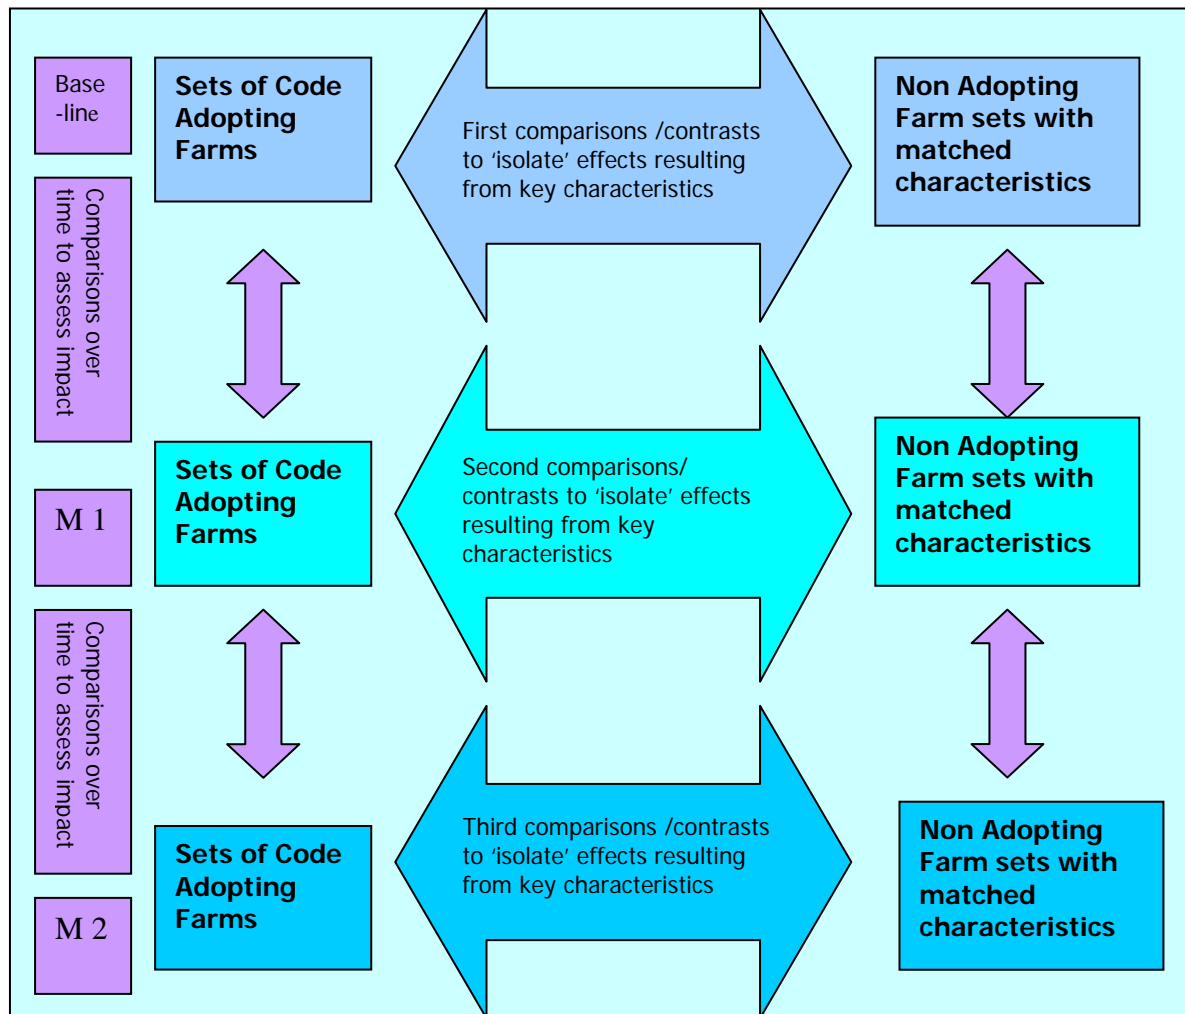 Base
-line
Sets of Code
Adopting
Farms
First comparisons /contrasts
to ‘isolate’ effects resulting
from key characteristics
Non Adopting
Farm sets with
matched
characteristics
Comparisons over
time to assess impact
M 1
Sets of Code
Adopting
Farms
Second comparisons/
contrasts to ‘isolate’ effects
resulting from key
characteristics
Non Adopting
Farm sets with
matched
characteristics
Comparisons over
time to assess impact
M 2
Sets of Code
Adopting
Farms
Third comparisons /contrasts
to ‘isolate’ effects resulting
from key characteristics
Non Adopting
Farm sets with
matched
characteristics